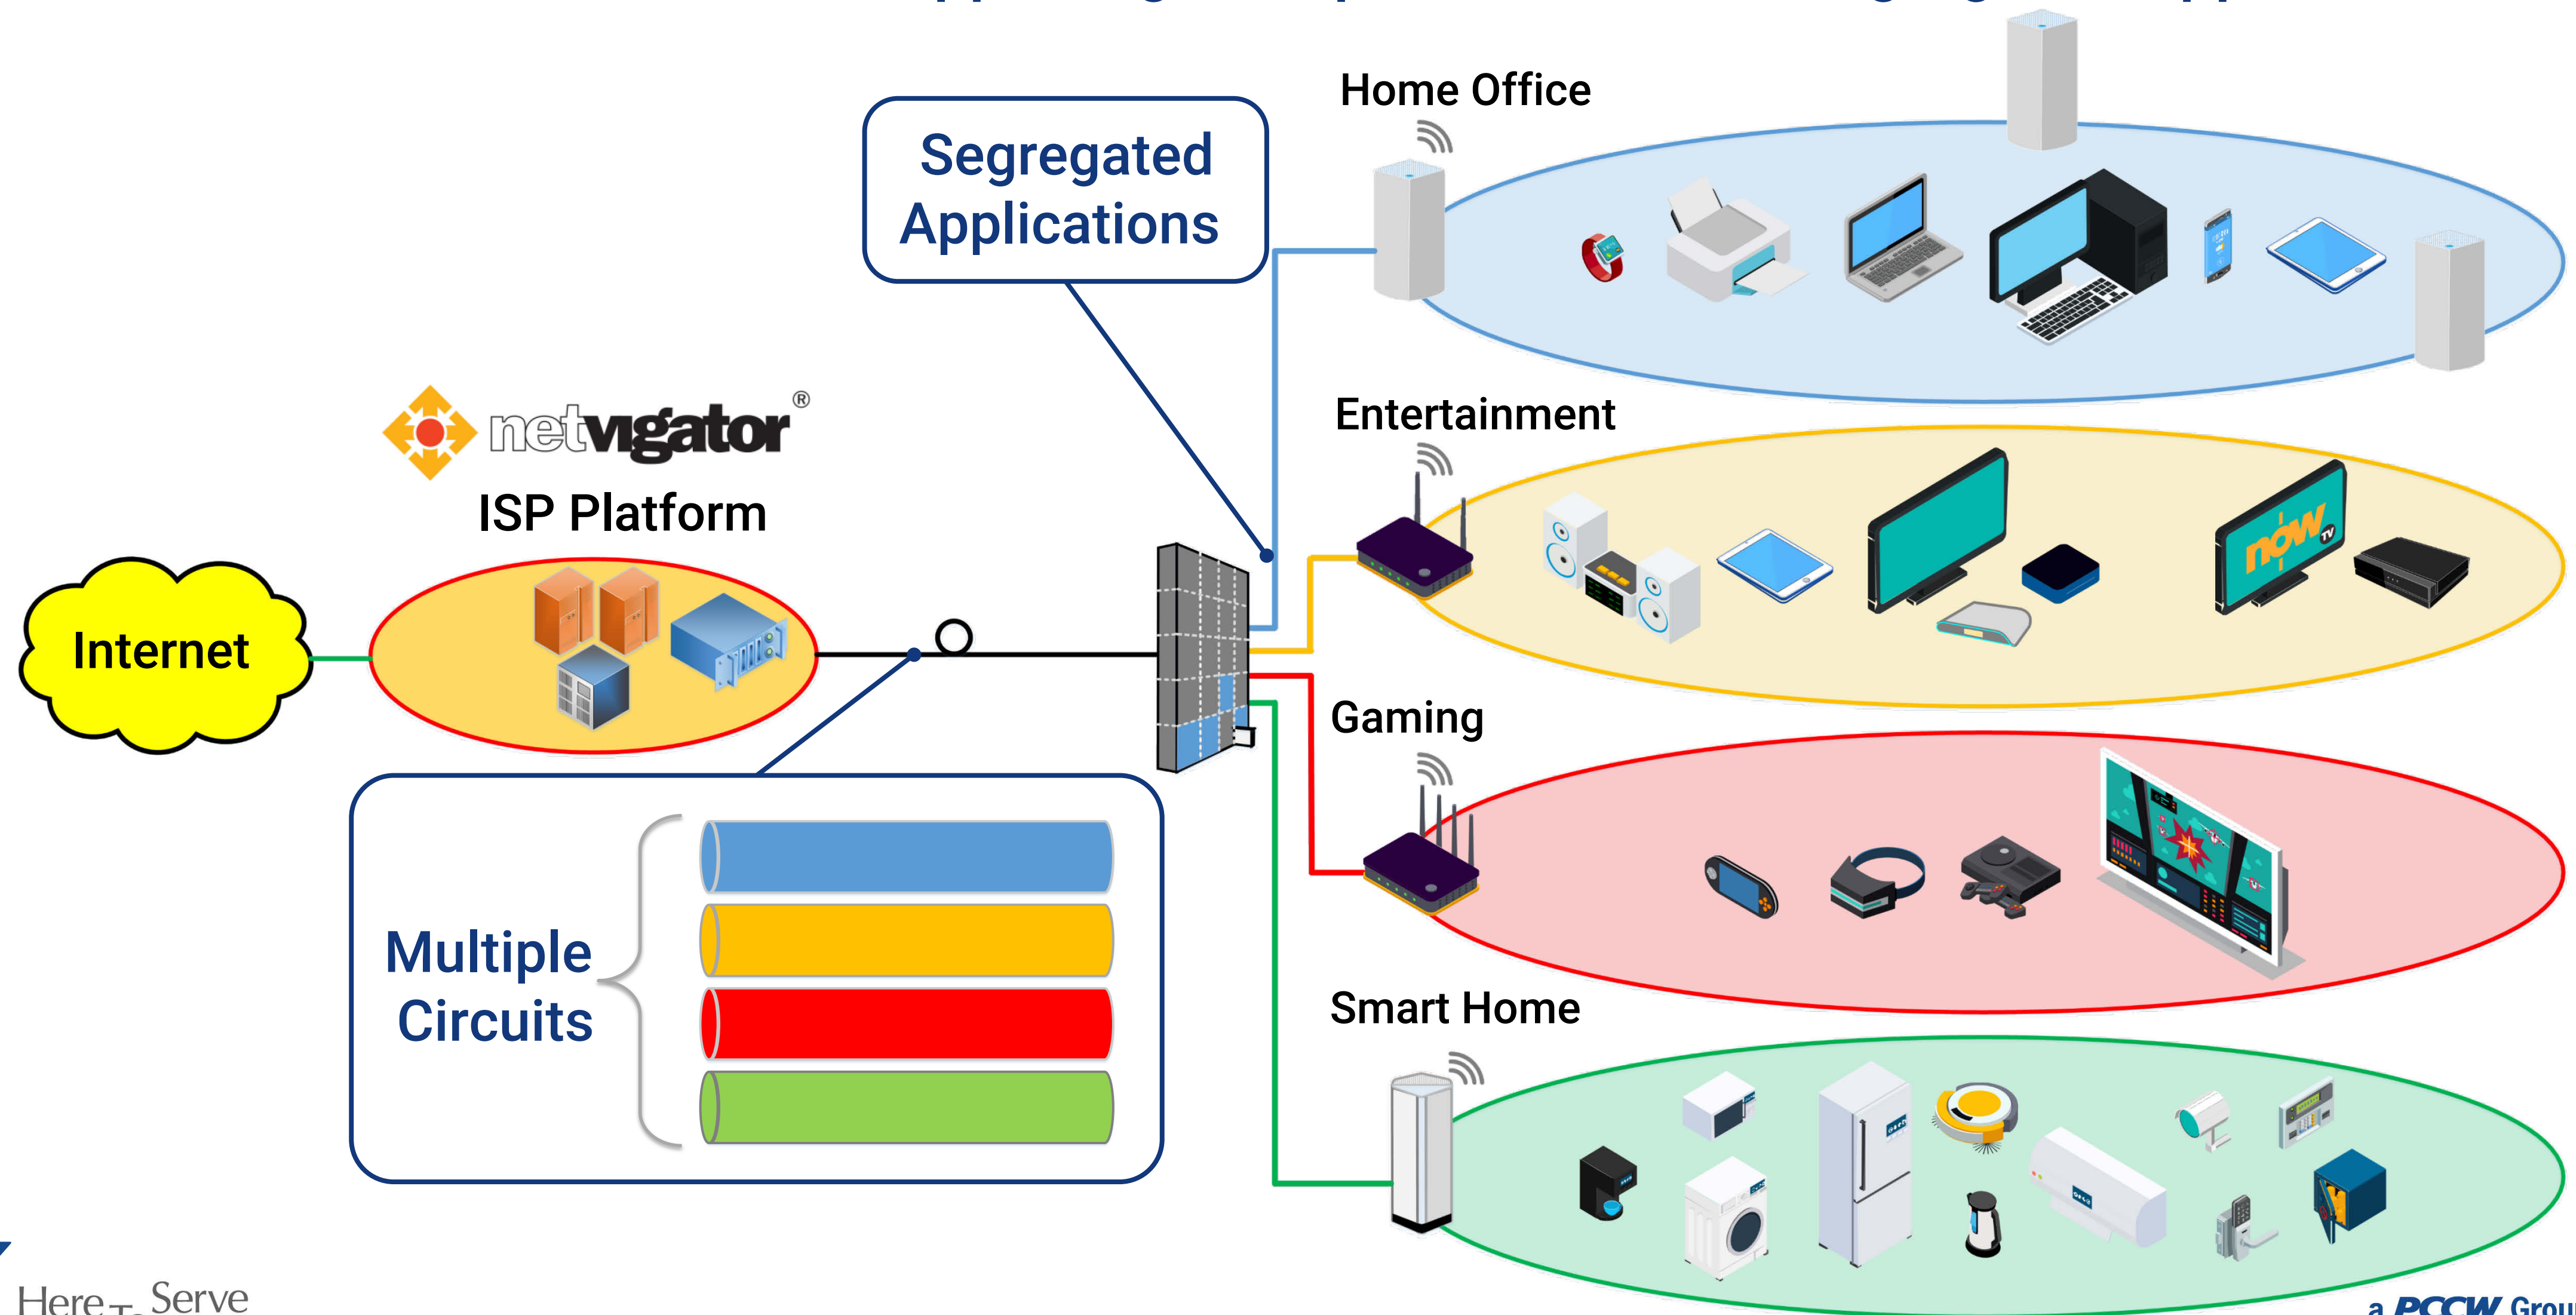 Home Office
Segregated
Applications
netvigator®
ISP Platform
Entertainment
now
TV
Internet
Gaming
Multiple
Circuits
Smart Home
Here To Serve
a PCCW Group